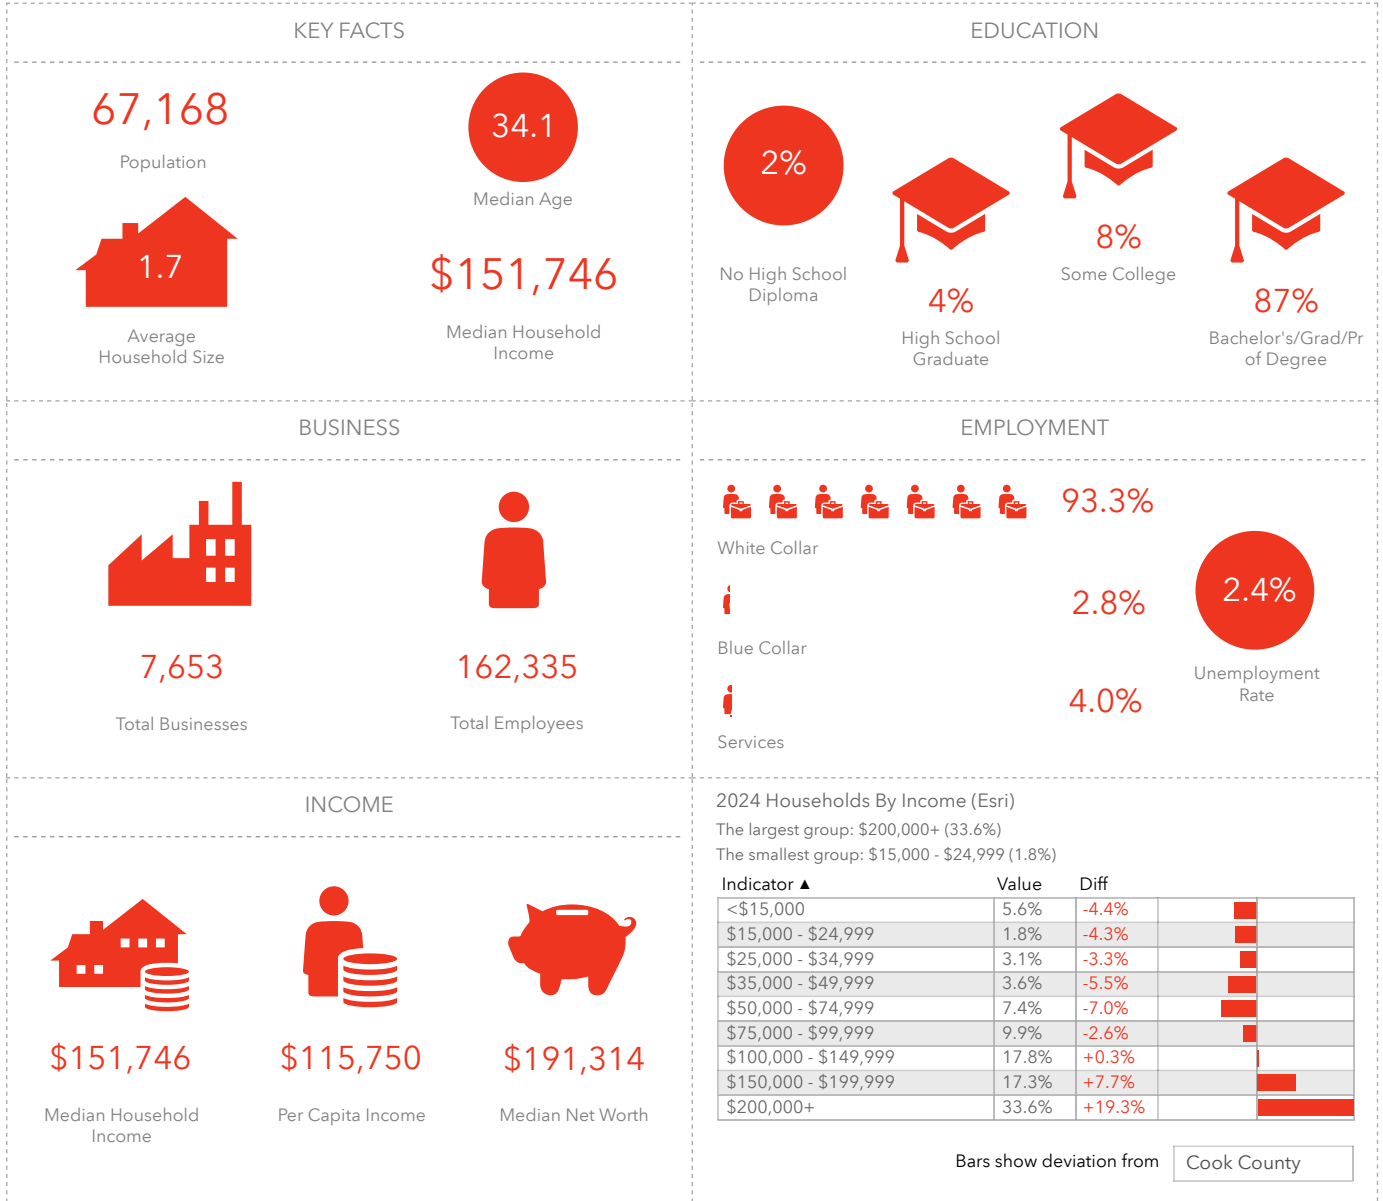 KEY FACTS
67,168
Population
34.1
Median Age
1.7
Average
Household Size
$151,746
Median Household
Income
EDUCATION
2%
No High School
Diploma
4%
High School
Graduate
8%
Some College
87%
Bachelor's/Grad/Pr
of Degree
BUSINESS
7,653
Total Businesses
162,335
Total Employees
EMPLOYMENT
93.3%
White Collar
2.8%
Blue Collar
4.0%
Services
2.4%
Unemployment
Rate
INCOME
$151,746
Median Household
Income
$115,750
Per Capita Income
$191,314
Median Net Worth
2024 Households By Income (Esri)
The largest group: $200,000+ (33.6%)
The smallest group: $15,000 - $24,999 (1.8%)
Indicator ▲ Value Diff
<$15,000 5.6% -4.4%
$15,000 - $24,999 1.8% -4.3%
$25,000 - $34,999 3.1% -3.3%
$35,000 - $49,999 3.6% -5.5%
$50,000 - $74,999 7.4% -7.0%
$75,000 - $99,999 9.9% -2.6%
$100,000 - $149,999 17.8% +0.3%
$150,000 - $199,999 17.3% +7.7%
$200,000+ 33.6% +19.3%
Bars show deviation from Cook County